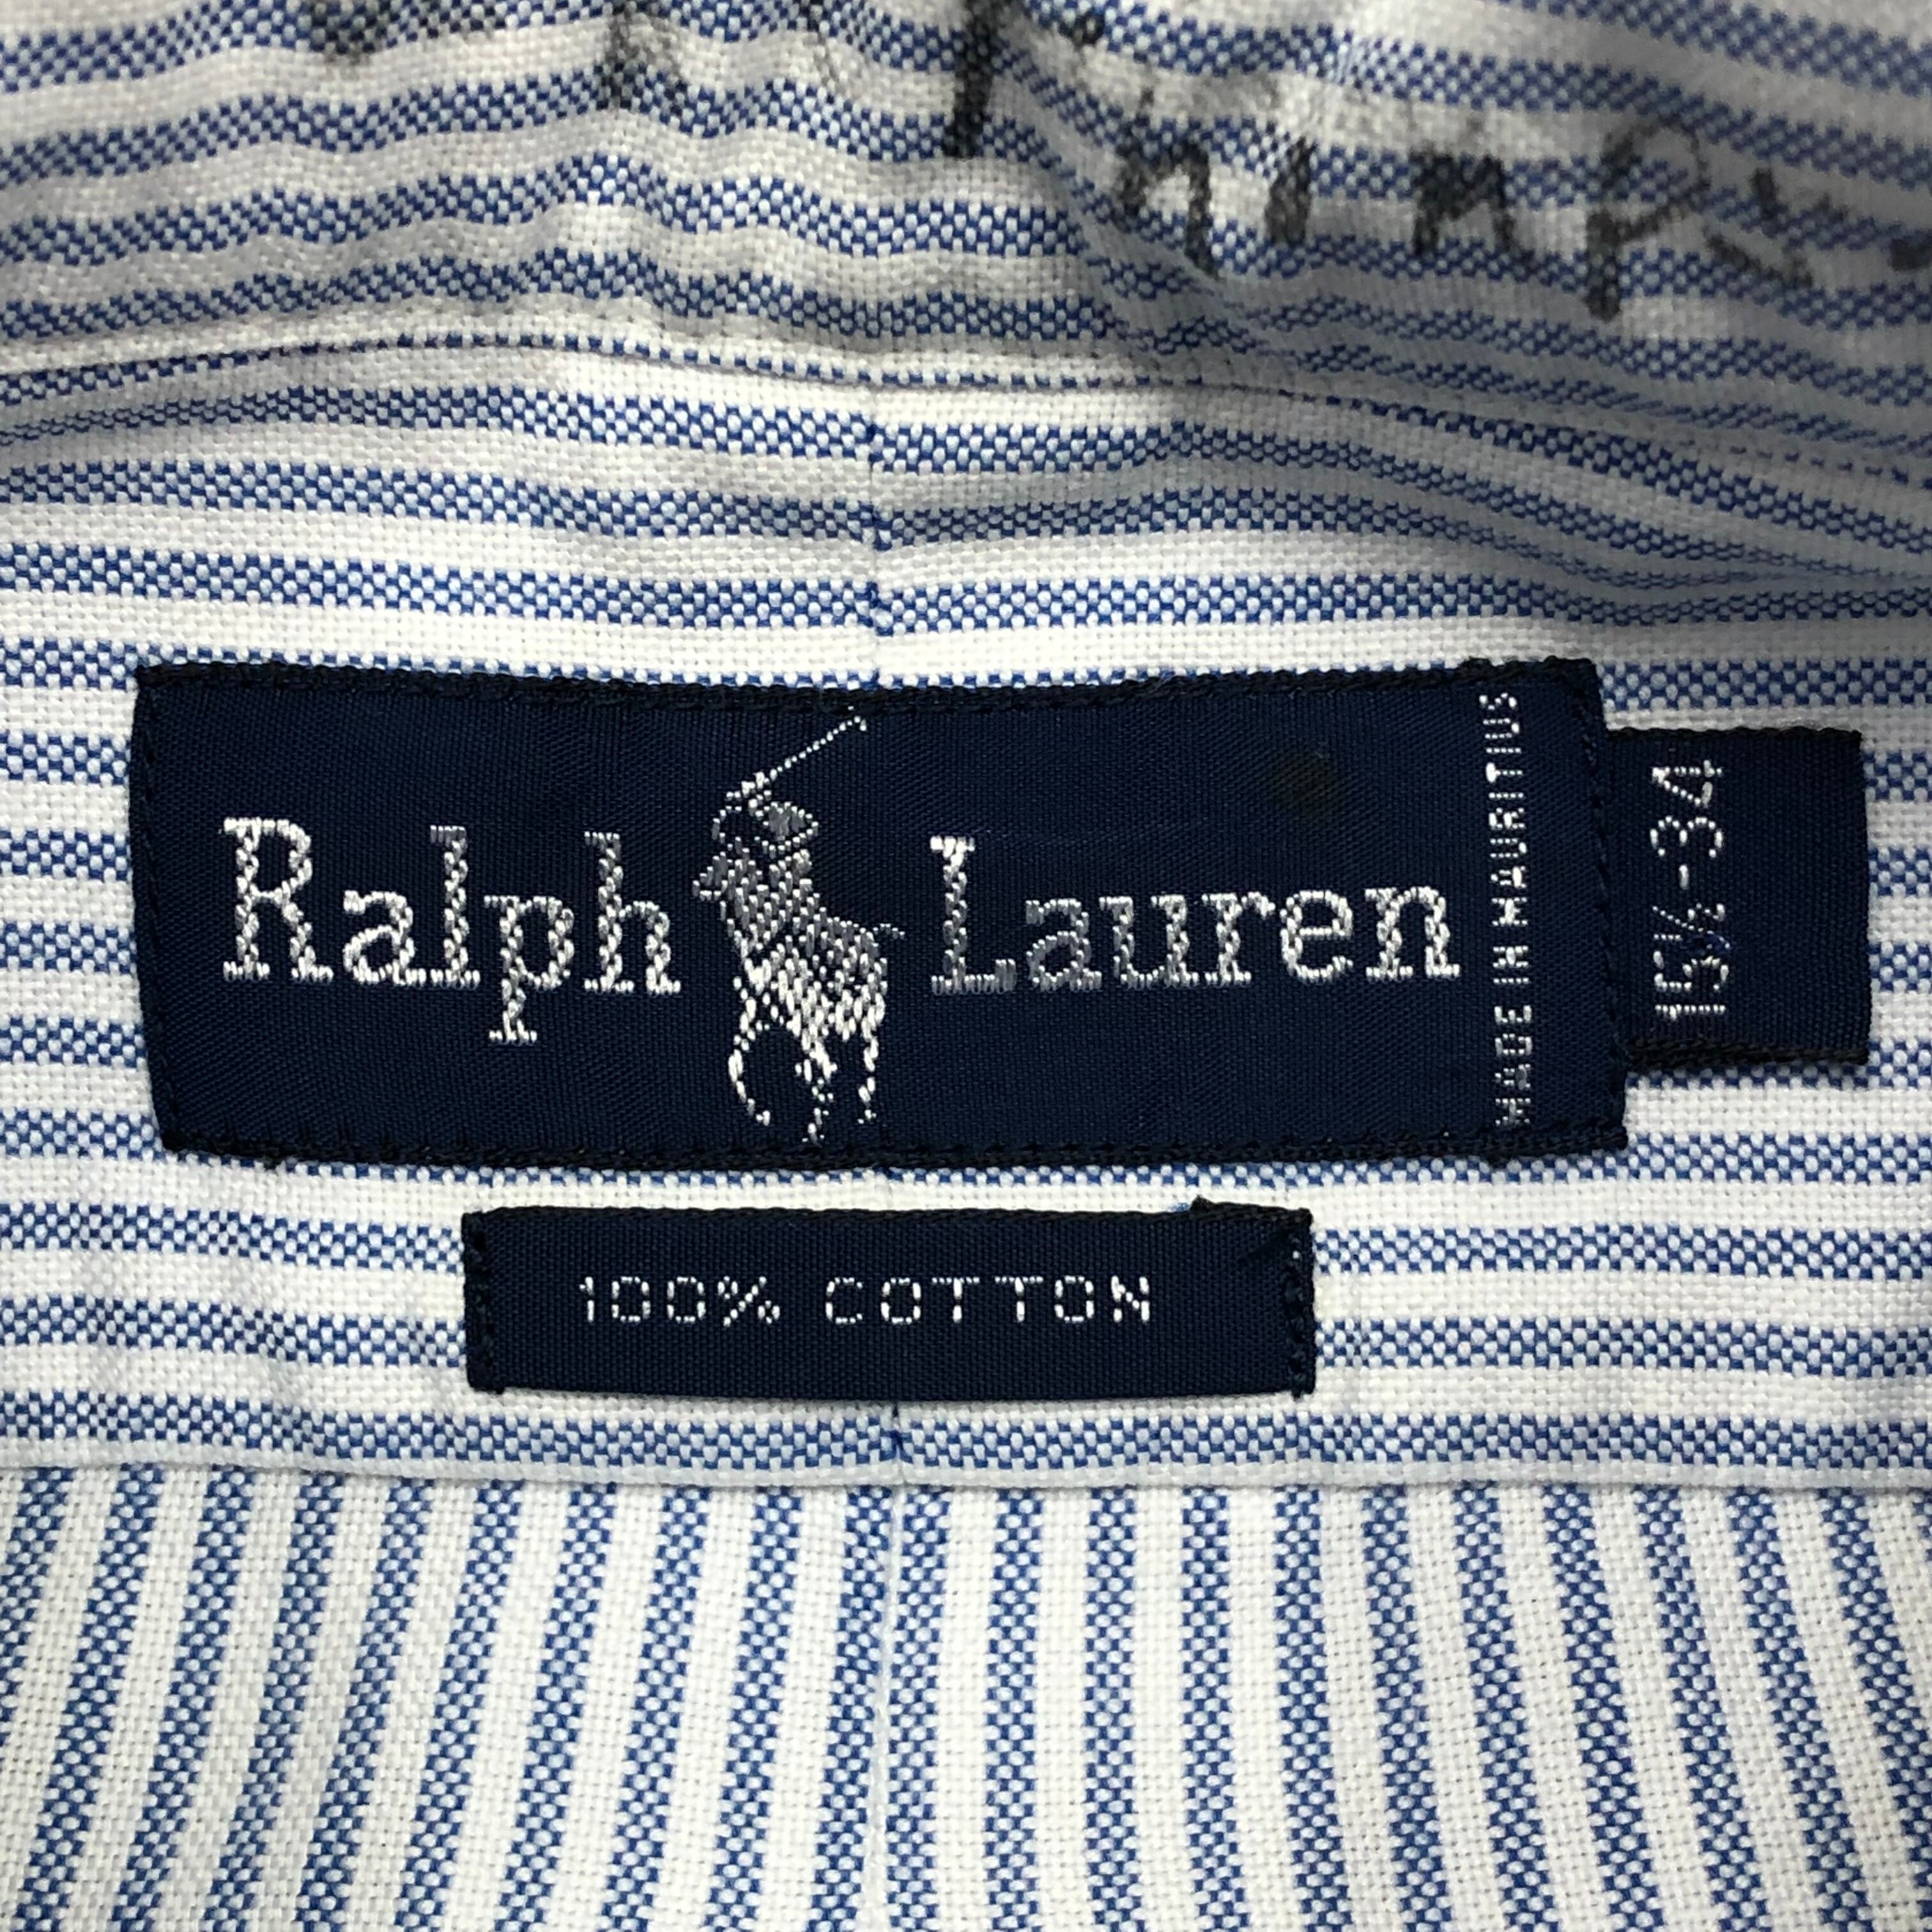 Ralph Lauren
MADE IN MAURITIUS
15½-34
100% COTTON